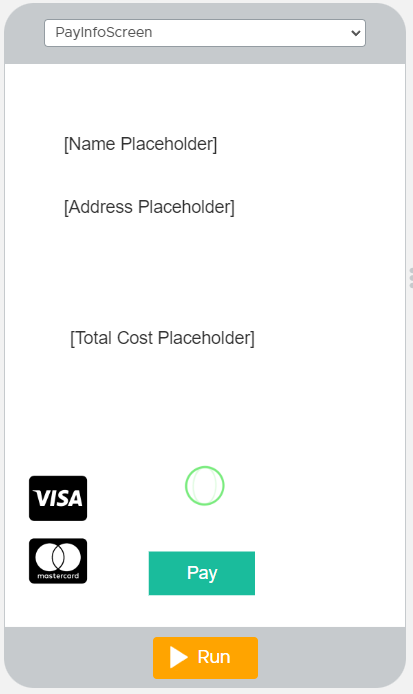 PayInfoScreen
[Name Placeholder]
[Address Placeholder]
[Total Cost Placeholder]
VISA
mastercard
Pay
Run